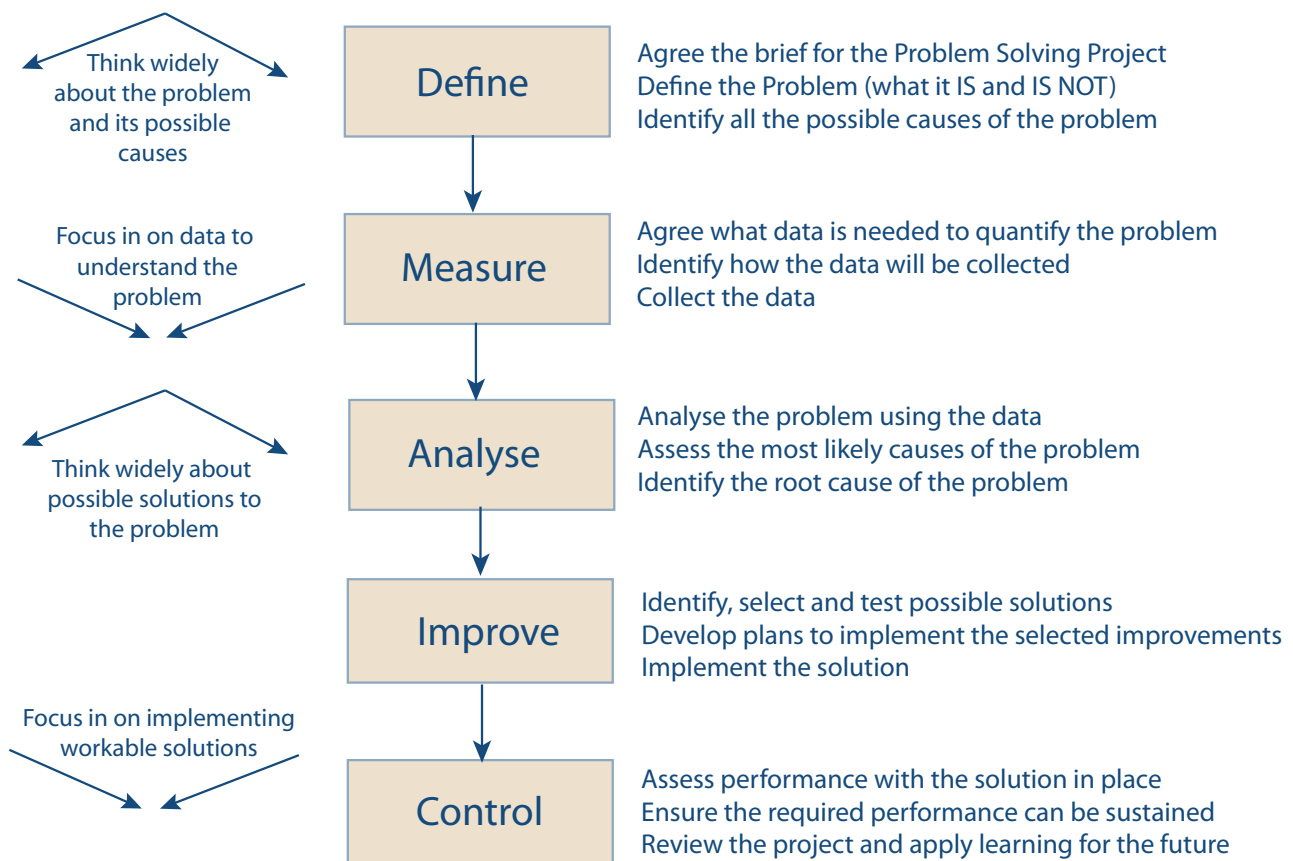 Think widely
about the problem
and its possible
causes
Define
Agree the brief for the Problem Solving Project
Define the Problem (what it IS and IS NOT)
Identify all the possible causes of the problem
Focus in on data to
understand the
problem
Measure
Agree what data is needed to quantify the problem
Identify how the data will be collected
Collect the data
Think widely about
possible solutions to
the problem
Analyse
Analyse the problem using the data
Assess the most likely causes of the problem
Identify the root cause of the problem
Improve
Identify, select and test possible solutions
Develop plans to implement the selected improvements
Implement the solution
Focus in on implementing
workable solutions
Control
Assess performance with the solution in place
Ensure the required performance can be sustained
Review the project and apply learning for the future